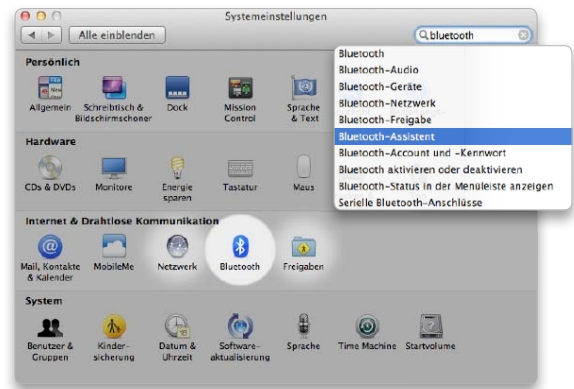 Systemeinstellungen
Alle einblenden
bluetooth
Bluetooth
Bluetooth-Audio
Bluetooth-Geräte
Bluetooth-Netzwerk
Bluetooth-Freigabe
Bluetooth-Assistent
Bluetooth-Account und -Kennwort
Bluetooth aktivieren oder deaktivieren
Bluetooth-Status in der Menüleiste anzeigen
Serielle Bluetooth-Anschlüsse
Persönlich
Allgemein
Schreibtisch &
Bildschirmschoner
Dock
Mission
Control
Sprache
& Text
Hardware
CDs & DVDs
Monitore
Energie
sparen
Tastatur
Maus
Internet & Drahtlose Kommunikation
Mail, Kontakte
& Kalender
MobileMe
Netzwerk
Bluetooth
Freigaben
System
Benutzer &
Gruppen
Kinder-
sicherung
Datum &
Uhrzeit
Software-
aktualisierung
Sprache
Time Machine
Startvolume